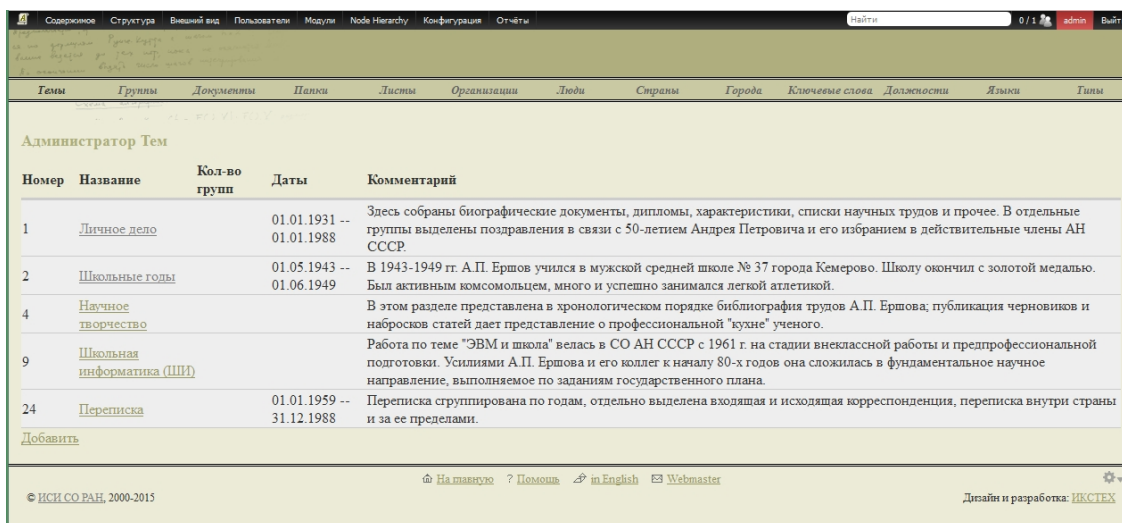 Содержимое Структура Внешний вид Пользователи Модули Node Hierarchy Конфигурация Отчёты Найти 0 / 1 admin Выйт
Темы Группы Документы Папки Листы Организации Люди Страны Города Ключевые слова Должности Языки Типы
Администратор Тем
Номер Название Кол-во групп Даты Комментарий
1 Личное дело 01.01.1931 -- 01.01.1988
Здесь собраны биографические документы, дипломы, характеристики, списки научных трудов и прочее. В отдельные
группы выделены поздравления в связи с 50-летием Андрея Петровича и его избранием в действительные члены АН
СССР.
2 Школьные годы 01.05.1943 -- 01.06.1949
В 1943-1949 гг. А.П. Ершов учился в мужской средней школе № 37 города Кемерово. Школу окончил с золотой медалью.
Был активным комсомольцем, много и успешно занимался легкой атлетикой.
4 Научное творчество
В этом разделе представлена в хронологическом порядке библиография трудов А.П. Ершова; публикация черновиков и
набросков статей дает представление о профессиональной "кухне" ученого.
9 Школьная информатика (ШИ)
Работа по теме "ЭВМ и школа" велась в СО АН СССР с 1961 г. на стадии внеклассной работы и предпрофессиональной
подготовки. Усилиями А.П. Ершова и его коллег к началу 80-х годов она сложилась в фундаментальное научное
направление, выполняемое по заданиям государственного плана.
24 Переписка 01.01.1959 -- 31.12.1988
Переписка сгруппирована по годам, отдельно выделена входящая и исходящая корреспонденция, переписка внутри страны
и за ее пределами.
Добавить
На главную ? Помощь in English Webmaster
© ИСИ СО РАН, 2000-2015
Дизайн и разработка: ИКСТЕХ